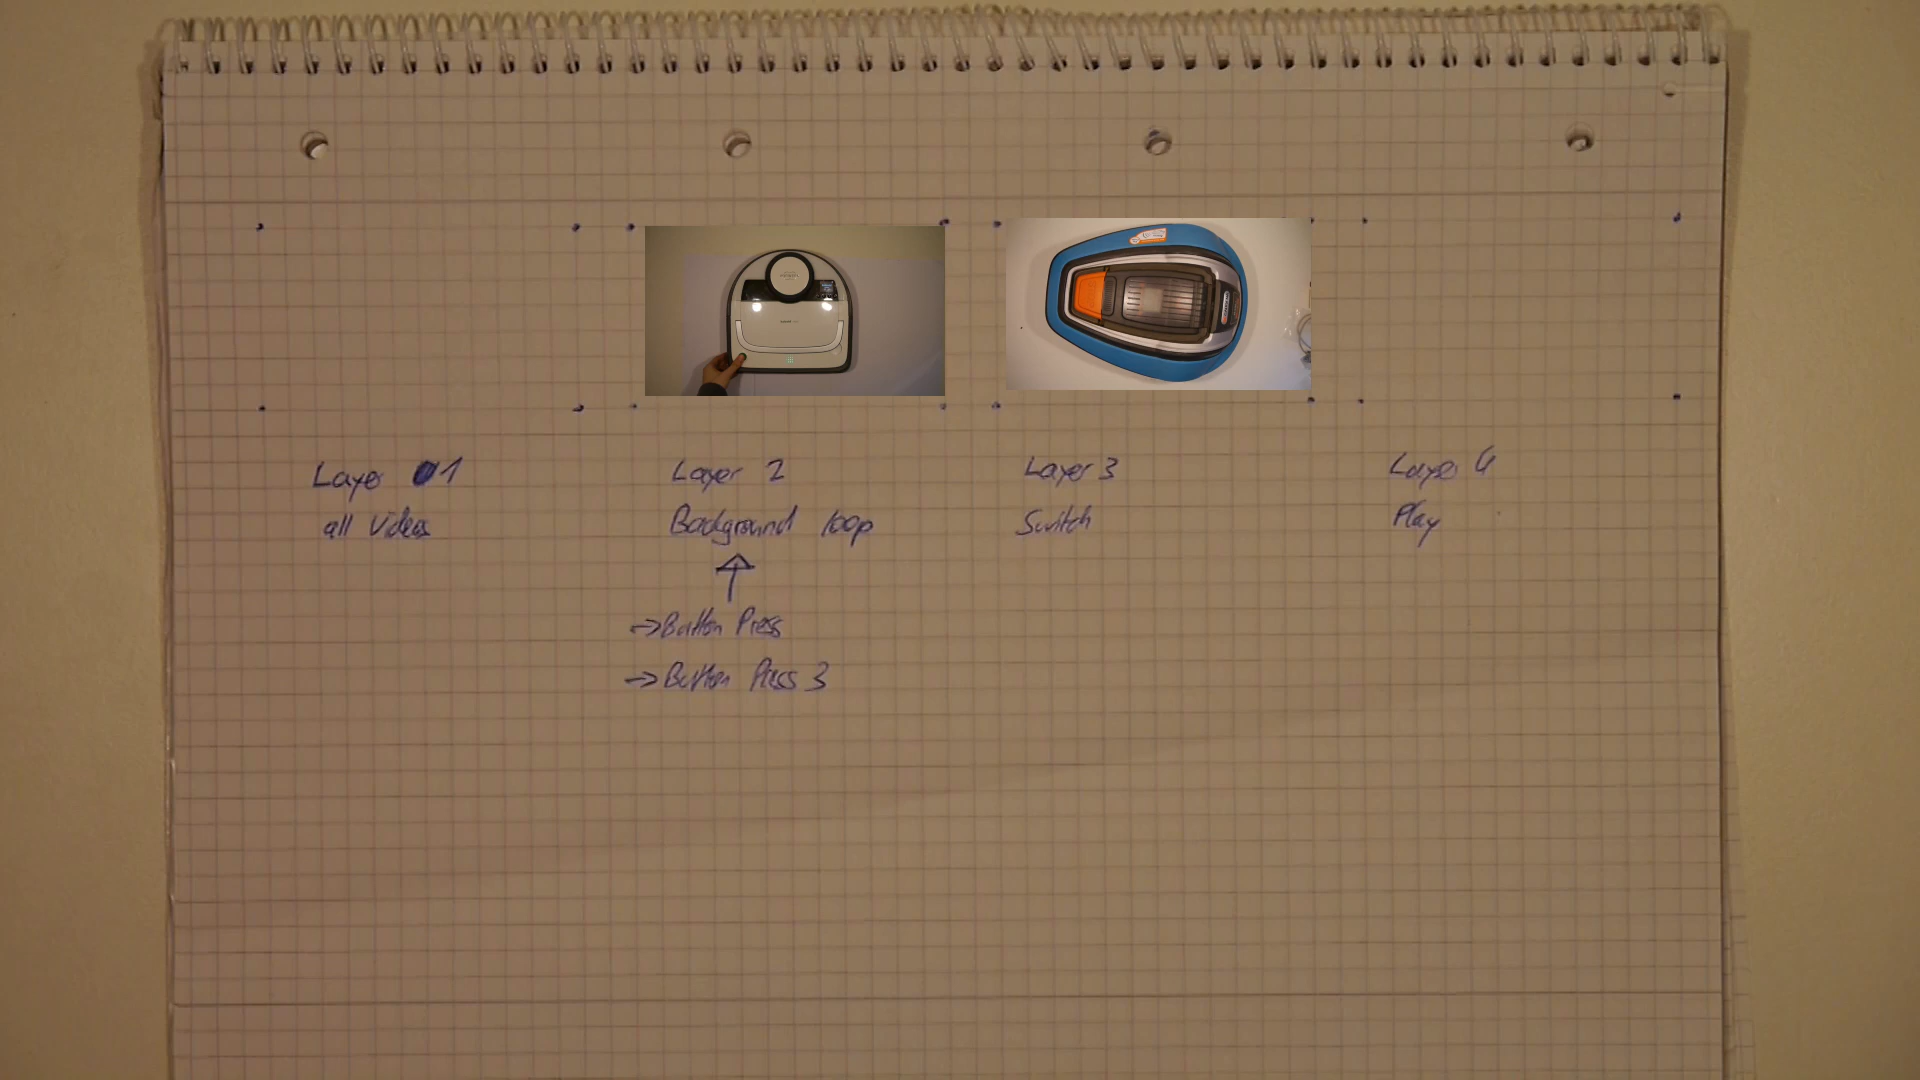 Layer 1
all Videos
Layer 2
Background loop
→Button Press
→Button Press 3
Layer 3
Switch
Layer 4
Play